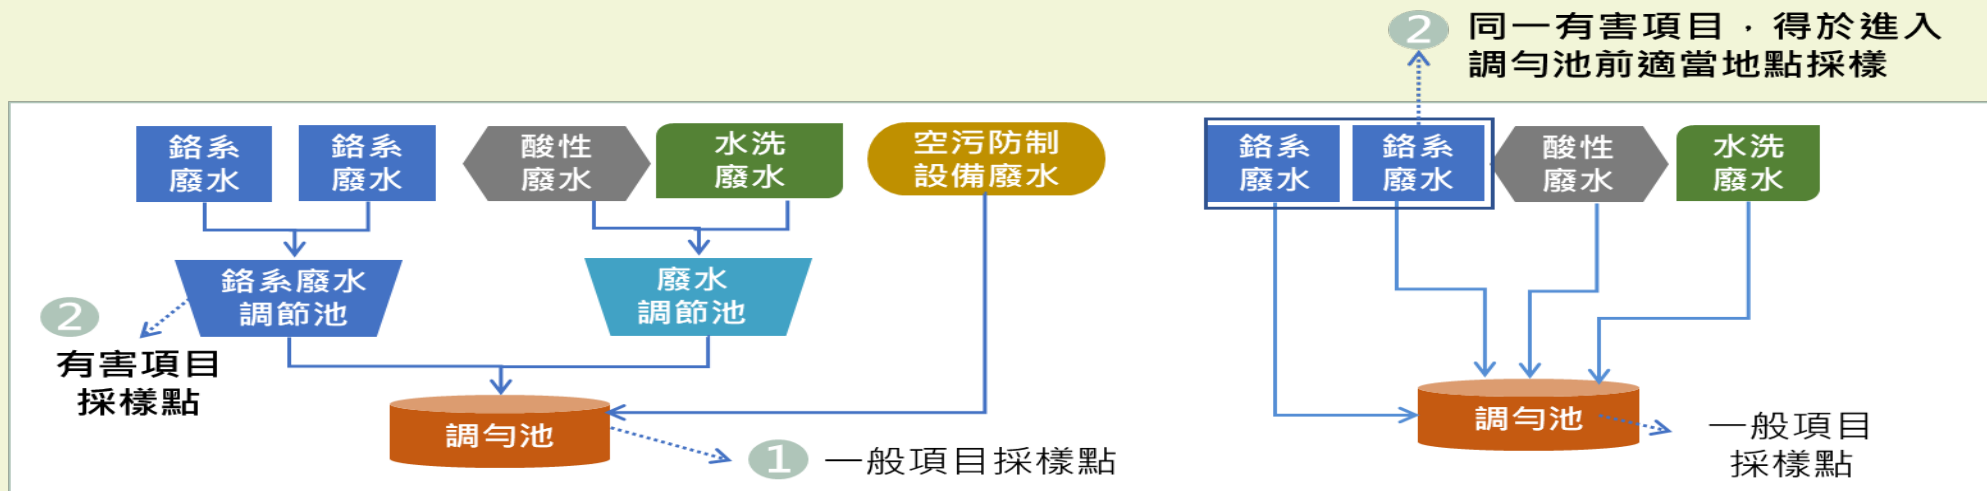 2
同一有害項目，得於進入
調勻池前適當地點採樣
鉻系
廢水
鉻系
廢水
酸性
廢水
水洗
廢水
空污防制
設備廢水
鉻系廢水
調節池
廢水
調節池
2
有害項目
採樣點
調勻池
1
一般項目採樣點
鉻系
廢水
鉻系
廢水
酸性
廢水
水洗
廢水
調勻池
一般項目
採樣點